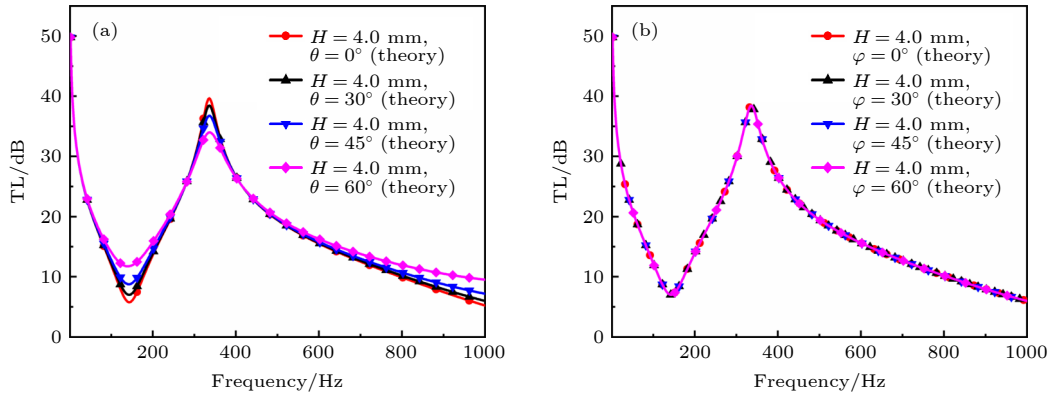 (a)
H = 4.0 mm,
θ = 0° (theory)
H = 4.0 mm,
θ = 30° (theory)
H = 4.0 mm,
θ = 45° (theory)
H = 4.0 mm,
θ = 60° (theory)
TL/dB
50
40
30
20
10
0
200
400
600
800
1000
Frequency/Hz
(b)
H = 4.0 mm,
φ = 0° (theory)
H = 4.0 mm,
φ = 30° (theory)
H = 4.0 mm,
φ = 45° (theory)
H = 4.0 mm,
φ = 60° (theory)
TL/dB
50
40
30
20
10
0
200
400
600
800
1000
Frequency/Hz